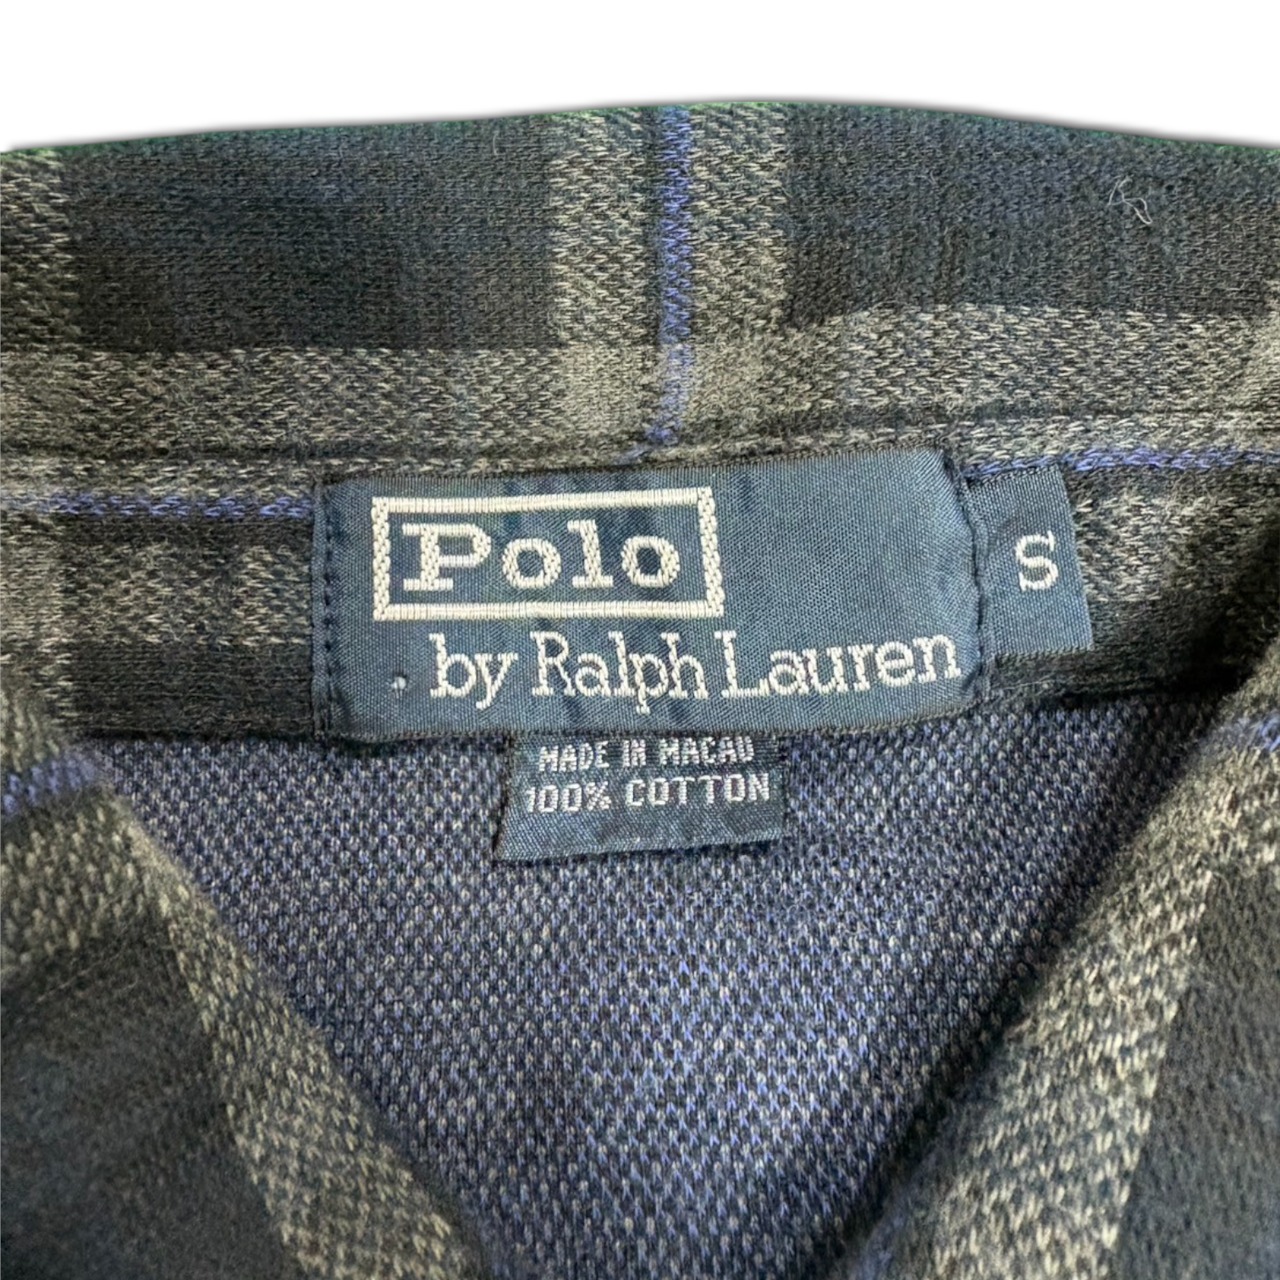 Polo
by Ralph Lauren
S
MADE IN MACAU
100% COTTON